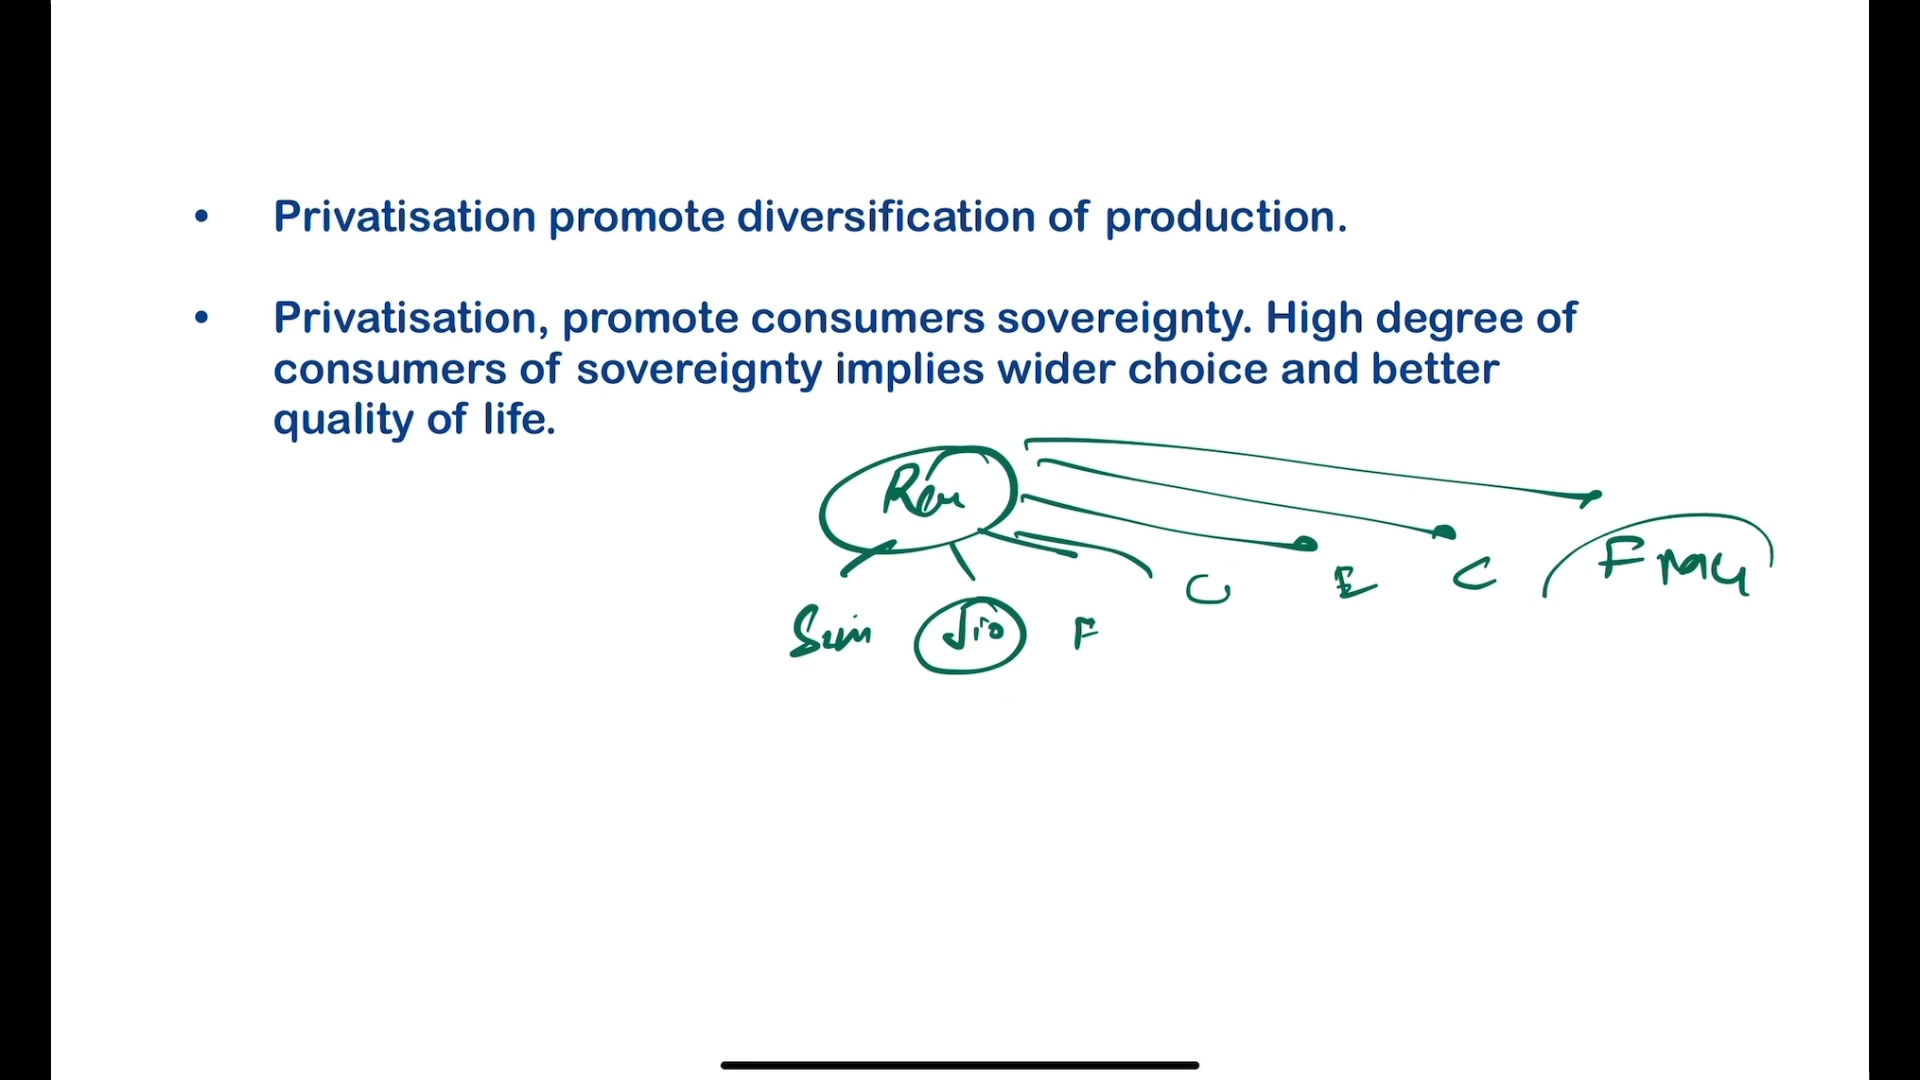 • Privatisation promote diversification of production.
• Privatisation, promote consumers sovereignty. High degree of
consumers of sovereignty implies wider choice and better
quality of life.
Jio F
C E C